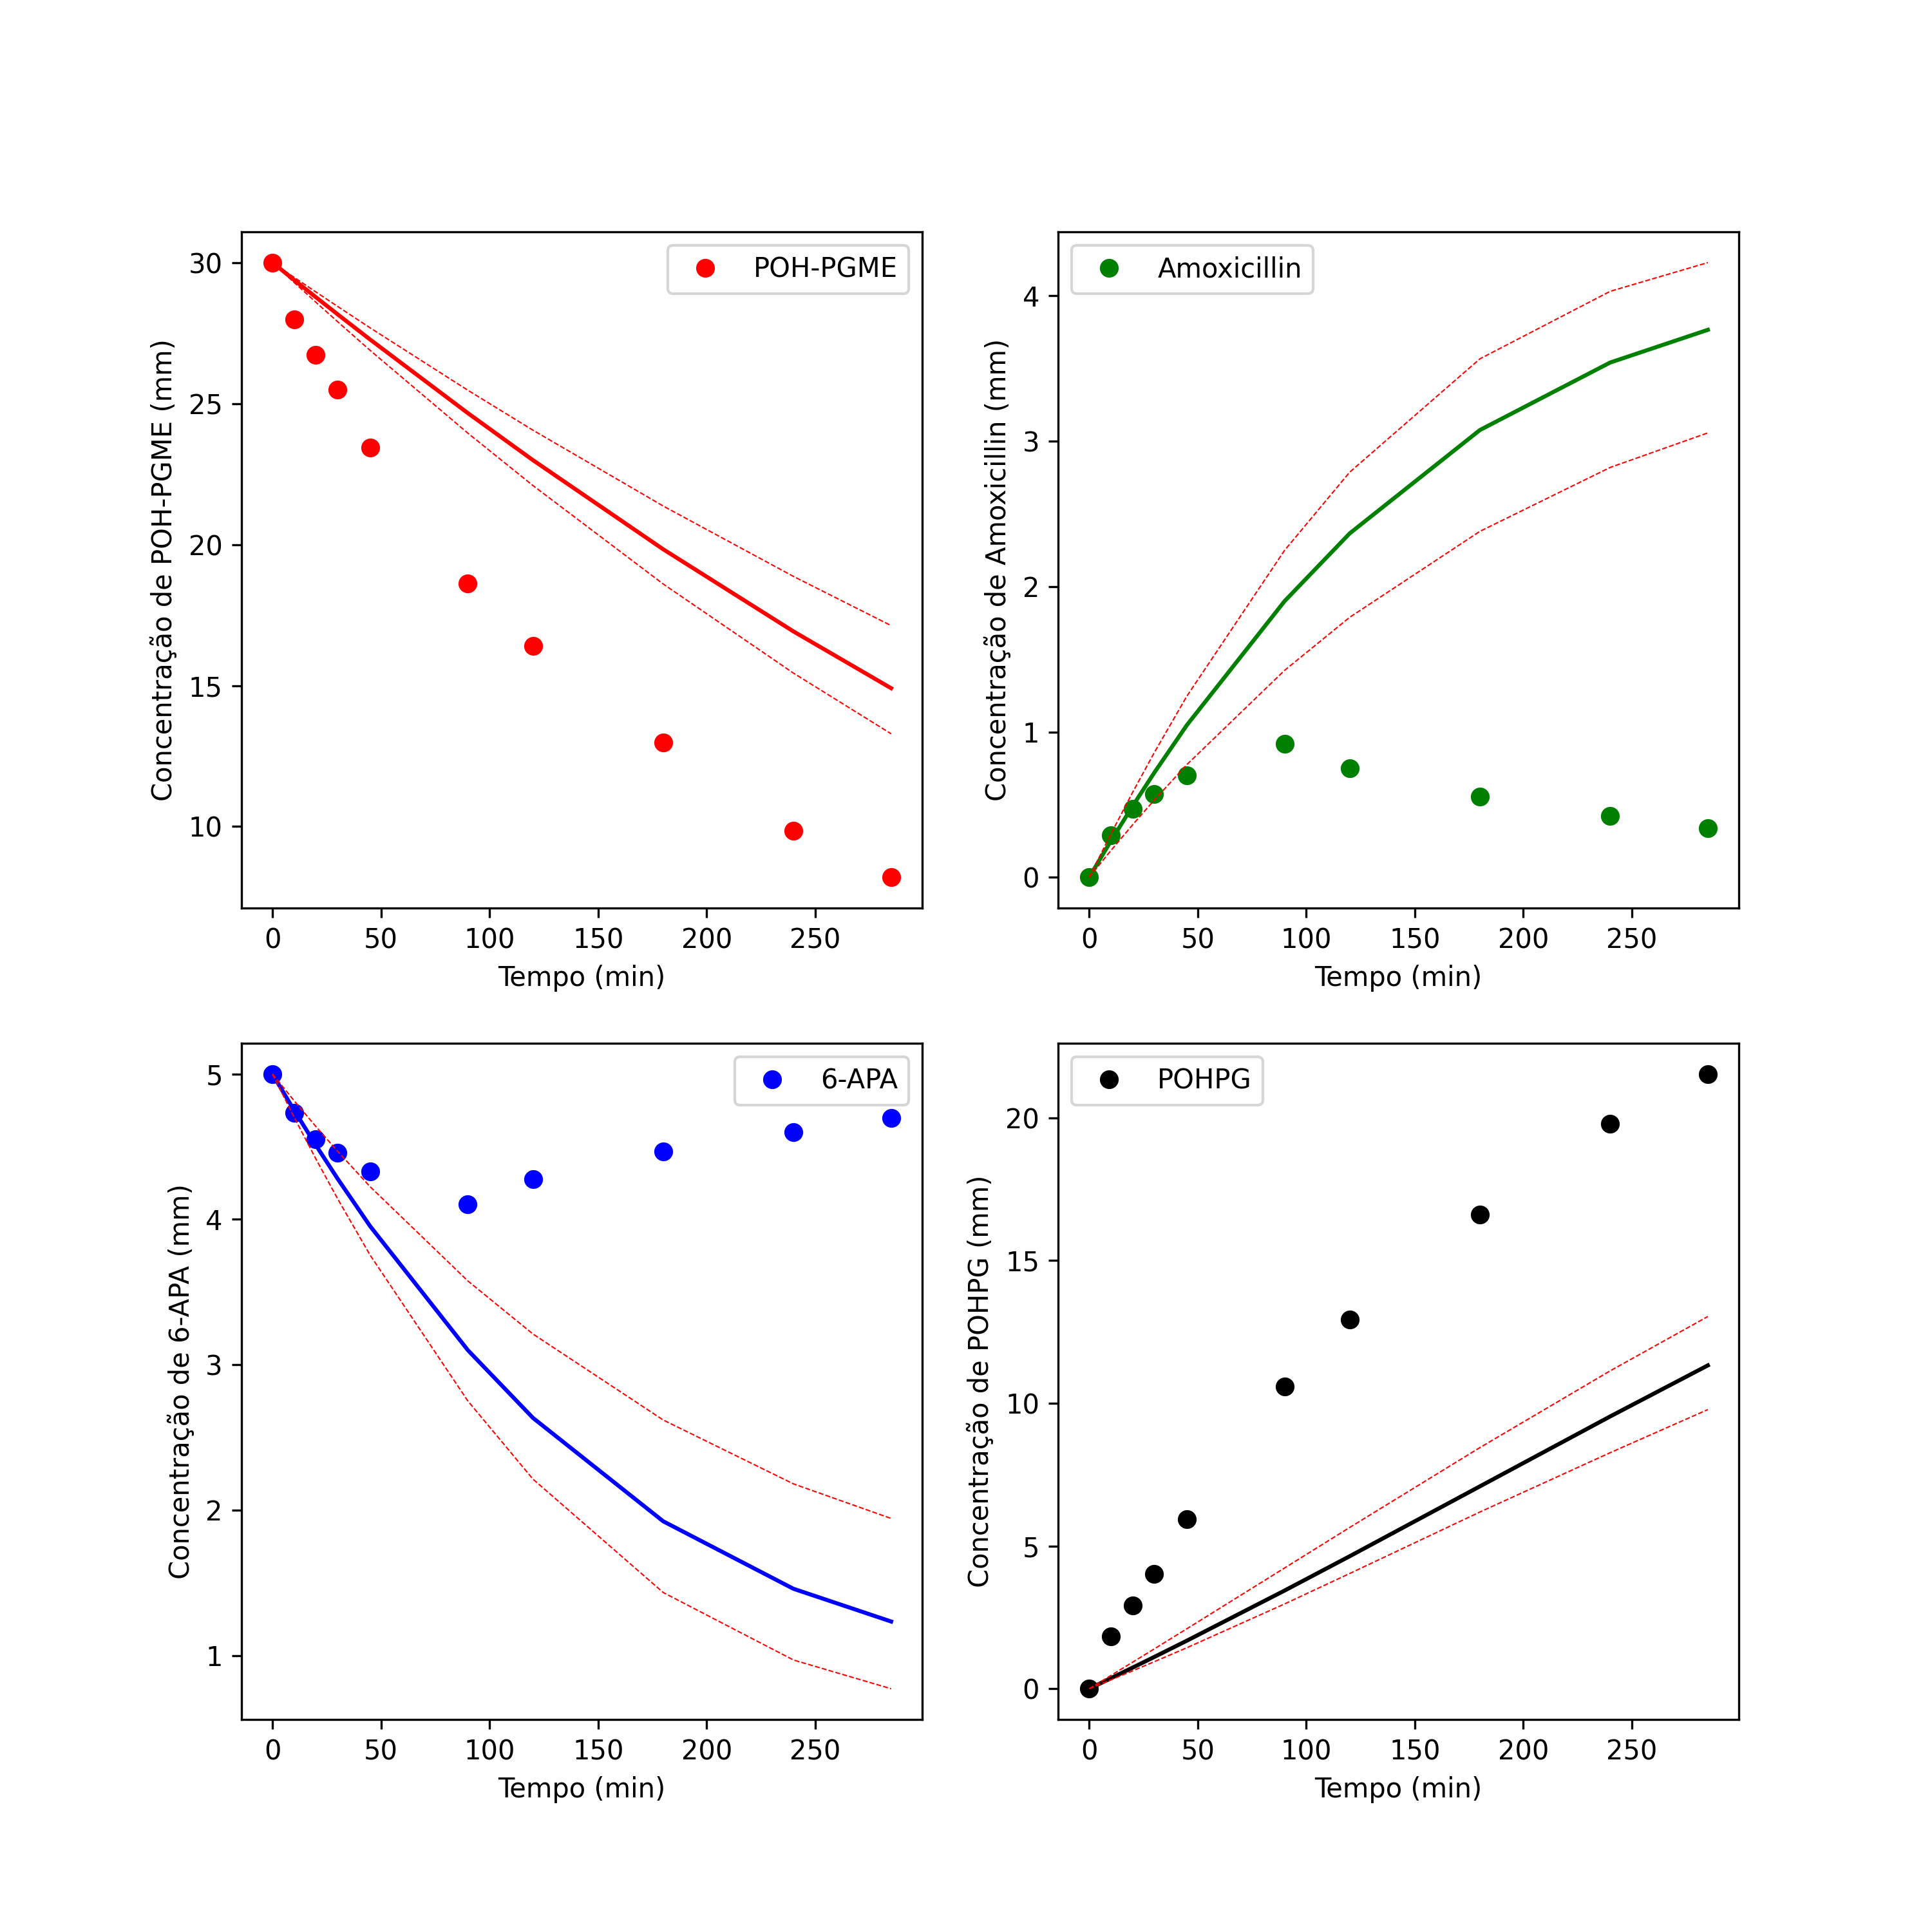 POH-PGME
Concentração de POH-PGME (mm)
30
25
20
15
10
0 50 100 150 200 250
Tempo (min)
Amoxicillin
Concentração de Amoxicillin (mm)
4
3
2
1
0
0 50 100 150 200 250
Tempo (min)
6-APA
Concentração de 6-APA (mm)
5
4
3
2
1
0 50 100 150 200 250
Tempo (min)
POHPG
Concentração de POHPG (mm)
20
15
10
5
0
0 50 100 150 200 250
Tempo (min)